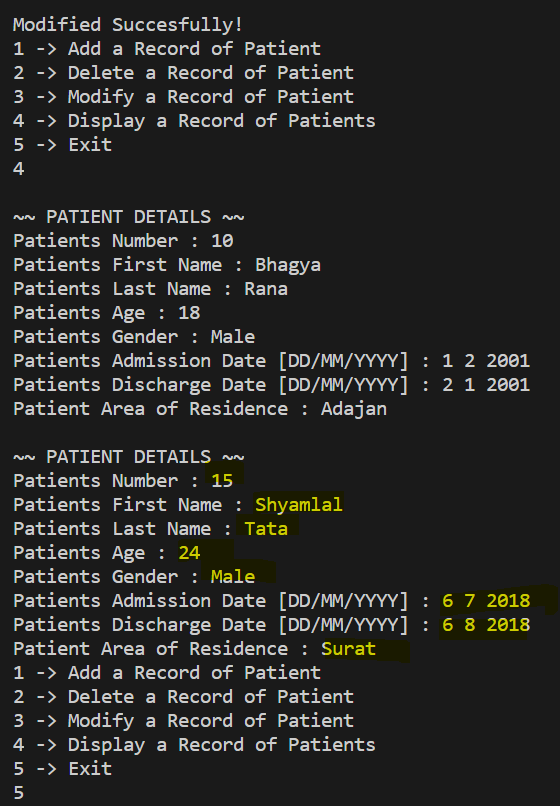 Modified Succesfully!
1 -> Add a Record of Patient
2 -> Delete a Record of Patient
3 -> Modify a Record of Patient
4 -> Display a Record of Patients
5 -> Exit
4
~~ PATIENT DETAILS ~~
Patients Number : 10
Patients First Name : Bhagya
Patients Last Name : Rana
Patients Age : 18
Patients Gender : Male
Patients Admission Date [DD/MM/YYYY] : 1 2 2001
Patients Discharge Date [DD/MM/YYYY] : 2 1 2001
Patient Area of Residence : Adajan
~~ PATIENT DETAILS ~~
Patients Number : 15
Patients First Name : Shyamlal
Patients Last Name : Tata
Patients Age : 24
Patients Gender : Male
Patients Admission Date [DD/MM/YYYY] : 6 7 2018
Patients Discharge Date [DD/MM/YYYY] : 6 8 2018
Patient Area of Residence : Surat
1 -> Add a Record of Patient
2 -> Delete a Record of Patient
3 -> Modify a Record of Patient
4 -> Display a Record of Patients
5 -> Exit
5